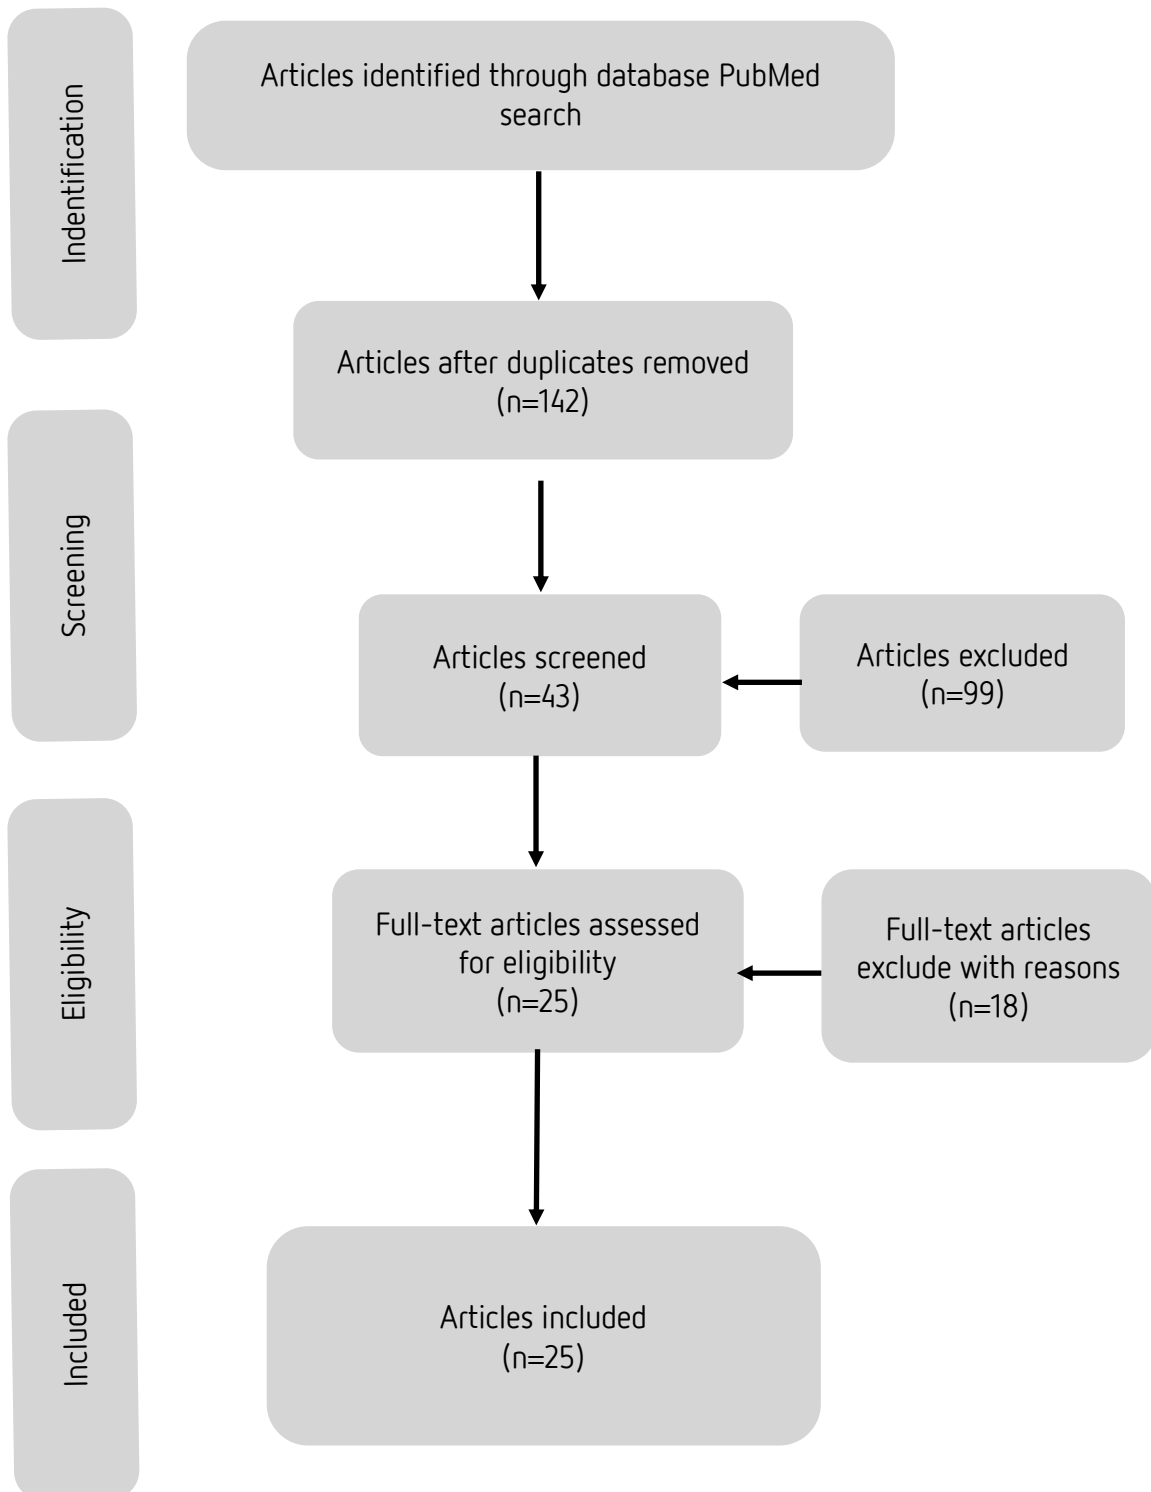 Indentification
Articles identified through database PubMed
search
Articles after duplicates removed
(n=142)
Screening
Articles screened
(n=43)
Articles excluded
(n=99)
Eligibility
Full-text articles assessed
for eligibility
(n=25)
Full-text articles
exclude with reasons
(n=18)
Included
Articles included
(n=25)